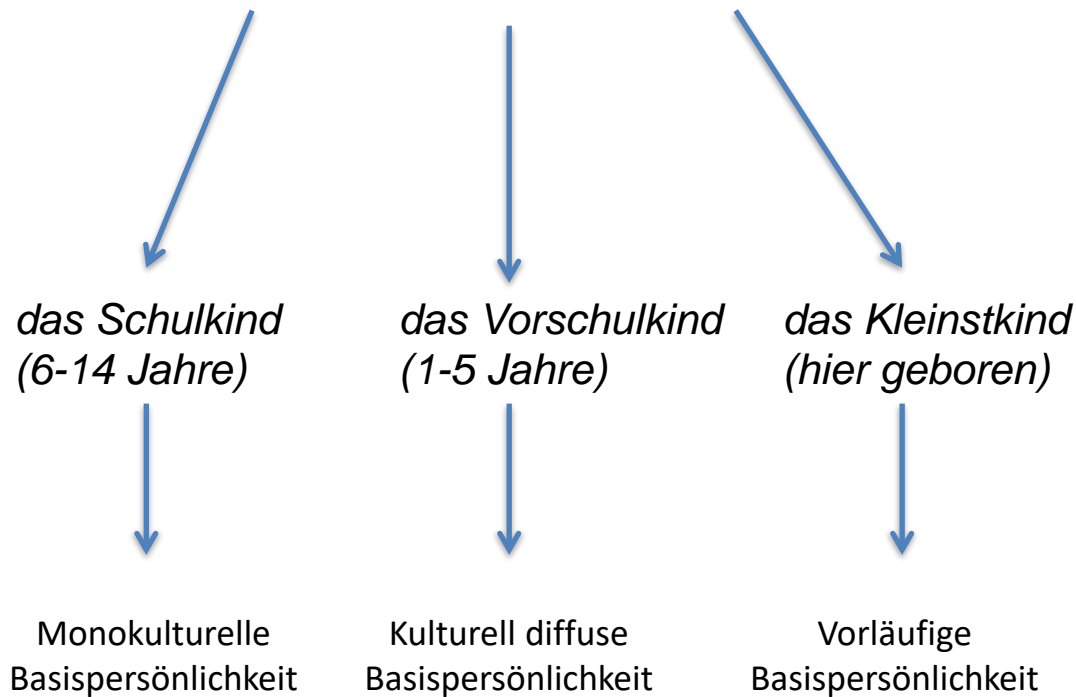 das Schulkind
(6-14 Jahre)
das Vorschulkind
(1-5 Jahre)
das Kleinstkind
(hier geboren)
Monokulturelle
Basispersönlichkeit
Kulturell diffuse
Basispersönlichkeit
Vorläufige
Basispersönlichkeit